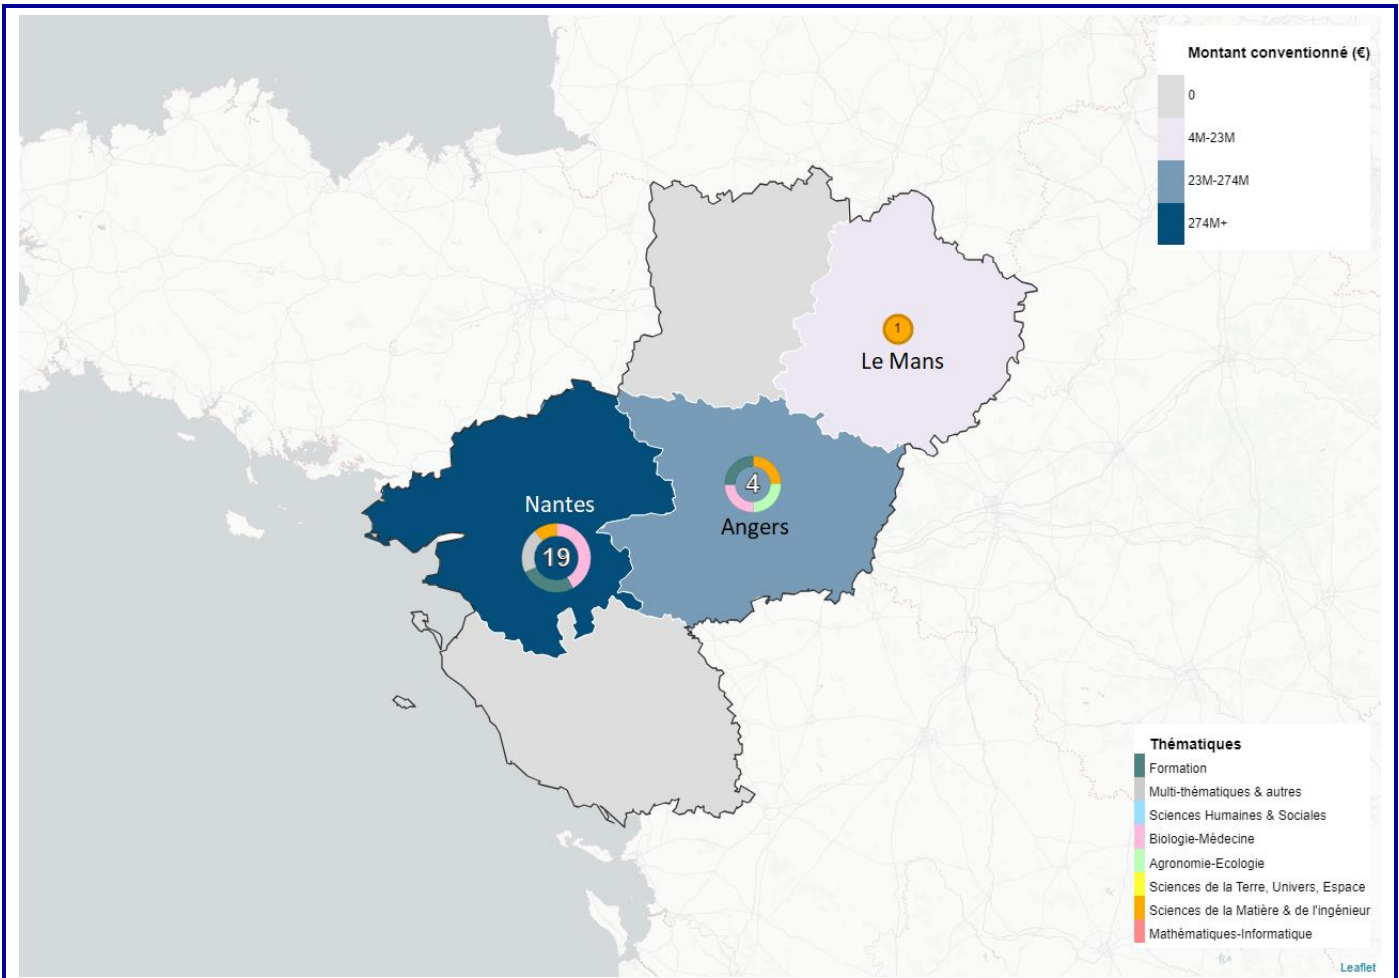 Montant conventionné (€)
0
4M-23M
23M-274M
274M+
1
Le Mans
4
Angers
Nantes
19
Thématiques
Formation
Multi-thématiques & autres
Sciences Humaines & Sociales
Biologie-Médecine
Agronomie-Ecologie
Sciences de la Terre, Univers, Espace
Sciences de la Matière & de l'ingénieur
Mathématiques-Informatique
Leaflet